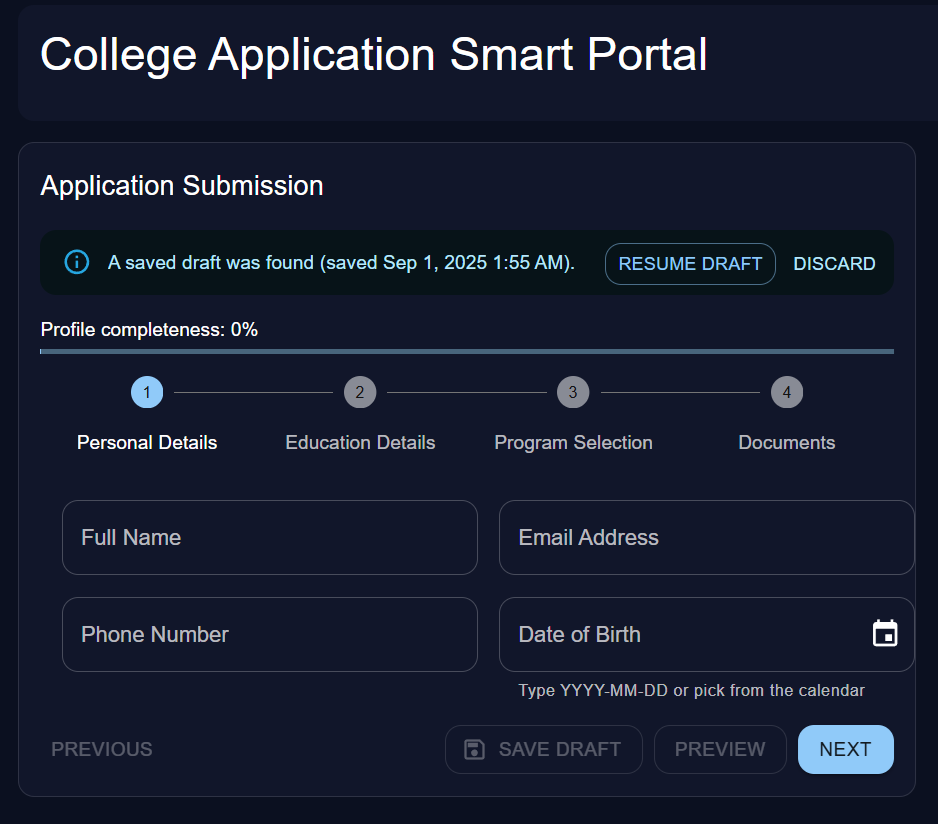 College Application Smart Portal
Application Submission
A saved draft was found (saved Sep 1, 2025 1:55 AM). RESUME DRAFT DISCARD
Profile completeness: 0%
1 2 3 4
Personal Details Education Details Program Selection Documents
Full Name Email Address
Phone Number Date of Birth
Type YYYY-MM-DD or pick from the calendar
PREVIOUS SAVE DRAFT PREVIEW NEXT